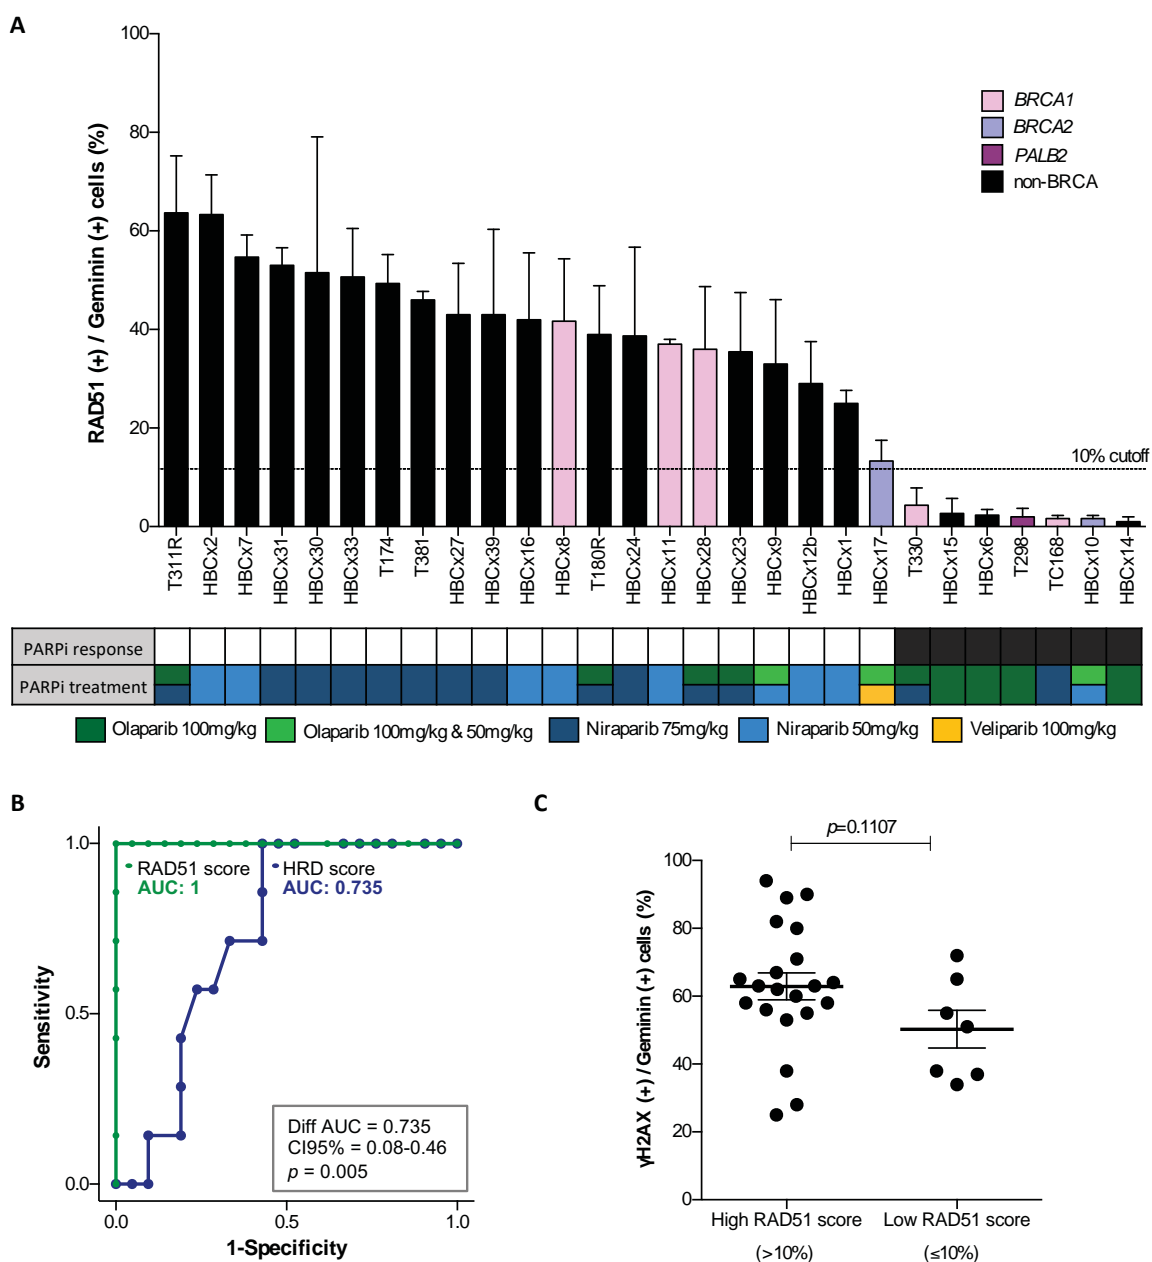 A
100
80
60
40
20
0
RAD51 (+) / Geminin (+) cells (%)
BRCA1
BRCA2
PALB2
non-BRCA
10% cutoff
T311R
HBCx2
HBCx7
HBCx31
HBCx30
HBCx33
T174
T381
HBCx27
HBCx39
HBCx16
HBCx8
T180R
HBCx24
HBCx11
HBCx28
HBCx23
HBCx9
HBCx12b
HBCx1
HBCx17
T330
HBCx15
HBCx6
T298
TC168
HBCx10
HBCx14
PARPi response
PARPi treatment
Olaparib 100mg/kg
Olaparib 100mg/kg & 50mg/kg
Niraparib 75mg/kg
Niraparib 50mg/kg
Veliparib 100mg/kg
B
1.0
0.5
0.0
Sensitivity
RAD51 score
AUC: 1
HRD score
AUC: 0.735
Diff AUC = 0.735
CI95% = 0.08-0.46
p = 0.005
0.0 0.5 1.0
1-Specificity
C
p=0.1107
100
80
60
40
20
0
γH2AX (+) / Geminin (+) cells (%)
High RAD51 score
(>10%)
Low RAD51 score
(≤10%)